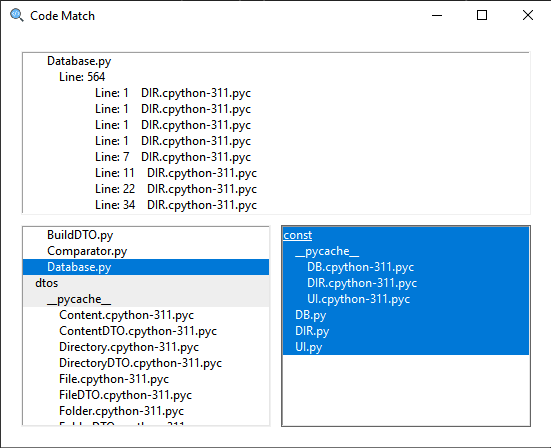 Code Match
Database.py
Line: 564
Line: 1 DIR.cpython-311.pyc
Line: 1 DIR.cpython-311.pyc
Line: 1 DIR.cpython-311.pyc
Line: 1 DIR.cpython-311.pyc
Line: 7 DIR.cpython-311.pyc
Line: 11 DIR.cpython-311.pyc
Line: 22 DIR.cpython-311.pyc
Line: 34 DIR.cpython-311.pyc
BuildDTO.py
Comparator.py
Database.py
dtos
__pycache__
Content.cpython-311.pyc
ContentDTO.cpython-311.pyc
Directory.cpython-311.pyc
DirectoryDTO.cpython-311.pyc
File.cpython-311.pyc
FileDTO.cpython-311.pyc
Folder.cpython-311.pyc
FolderDTO.cpython-311.pyc
const
__pycache__
DB.cpython-311.pyc
DIR.cpython-311.pyc
UI.cpython-311.pyc
DB.py
DIR.py
UI.py